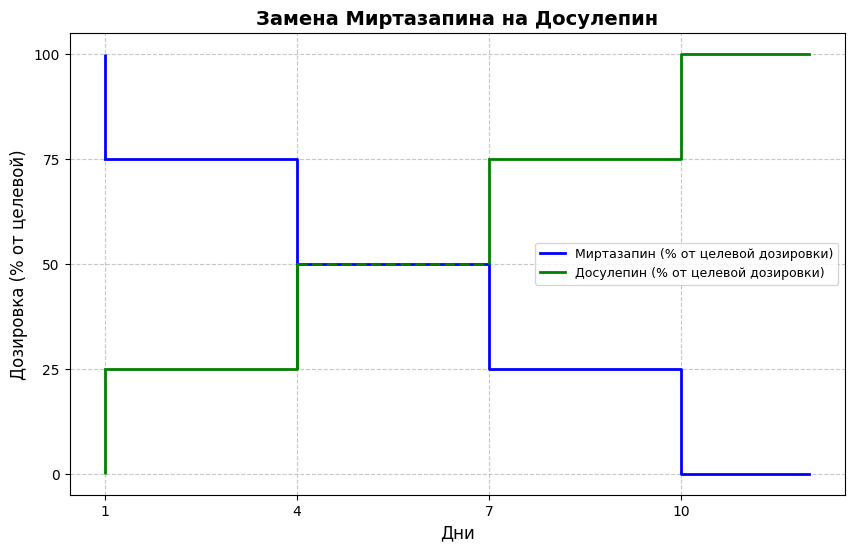 Замена Миртазапина на Досулепин
Дозировка (% от целевой)
100
75
50
25
0
Миртазапин (% от целевой дозировки)
Досулепин (% от целевой дозировки)
1 4 7 10
Дни